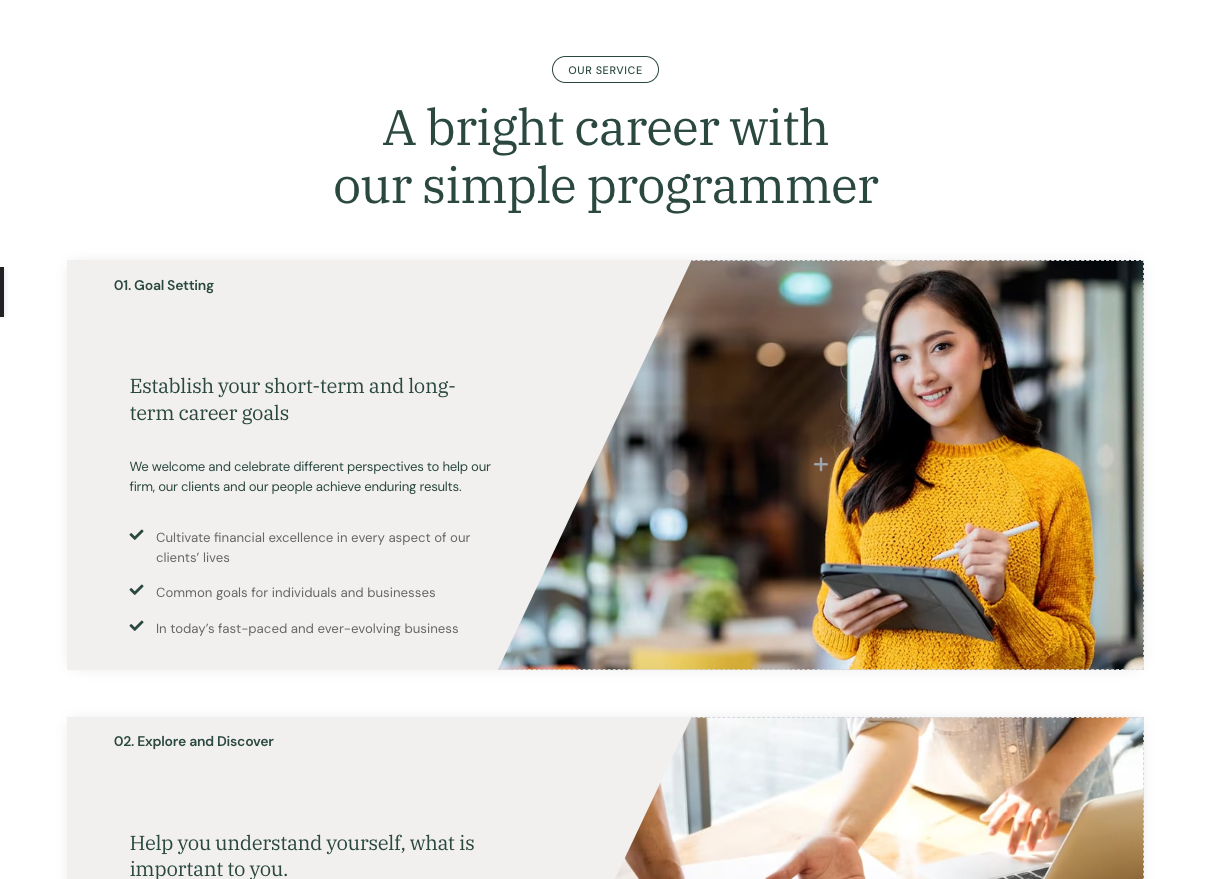 OUR SERVICE
A bright career with
our simple programmer
01. Goal Setting
Establish your short-term and long-
term career goals
We welcome and celebrate different perspectives to help our
firm, our clients and our people achieve enduring results.
Cultivate financial excellence in every aspect of our
clients’ lives
Common goals for individuals and businesses
In today’s fast-paced and ever-evolving business
02. Explore and Discover
Help you understand yourself, what is
important to you.